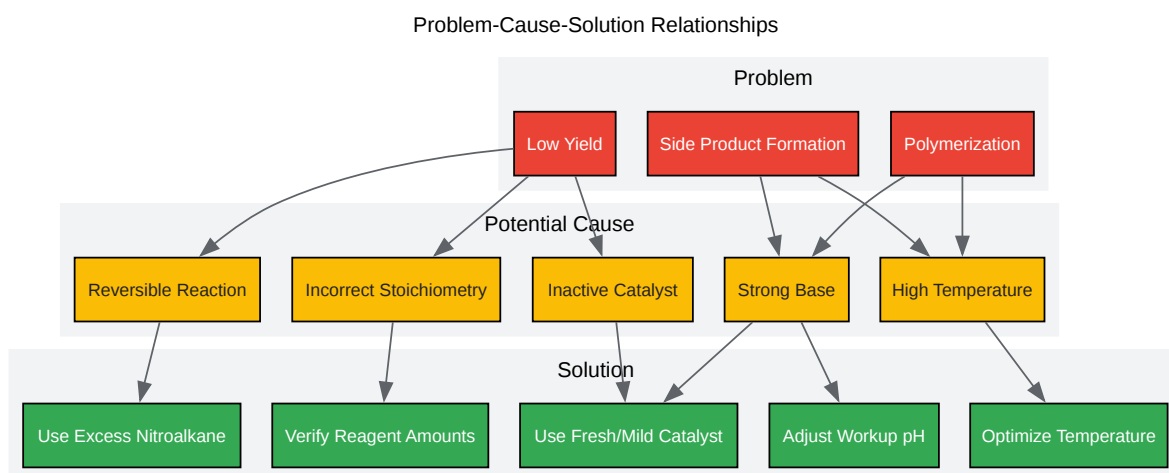 Problem-Cause-Solution Relationships
Problem
Low Yield
Side Product Formation
Polymerization
Potential Cause
Reversible Reaction
Incorrect Stoichiometry
Inactive Catalyst
Strong Base
High Temperature
Solution
Use Excess Nitroalkane
Verify Reagent Amounts
Use Fresh/Mild Catalyst
Adjust Workup pH
Optimize Temperature